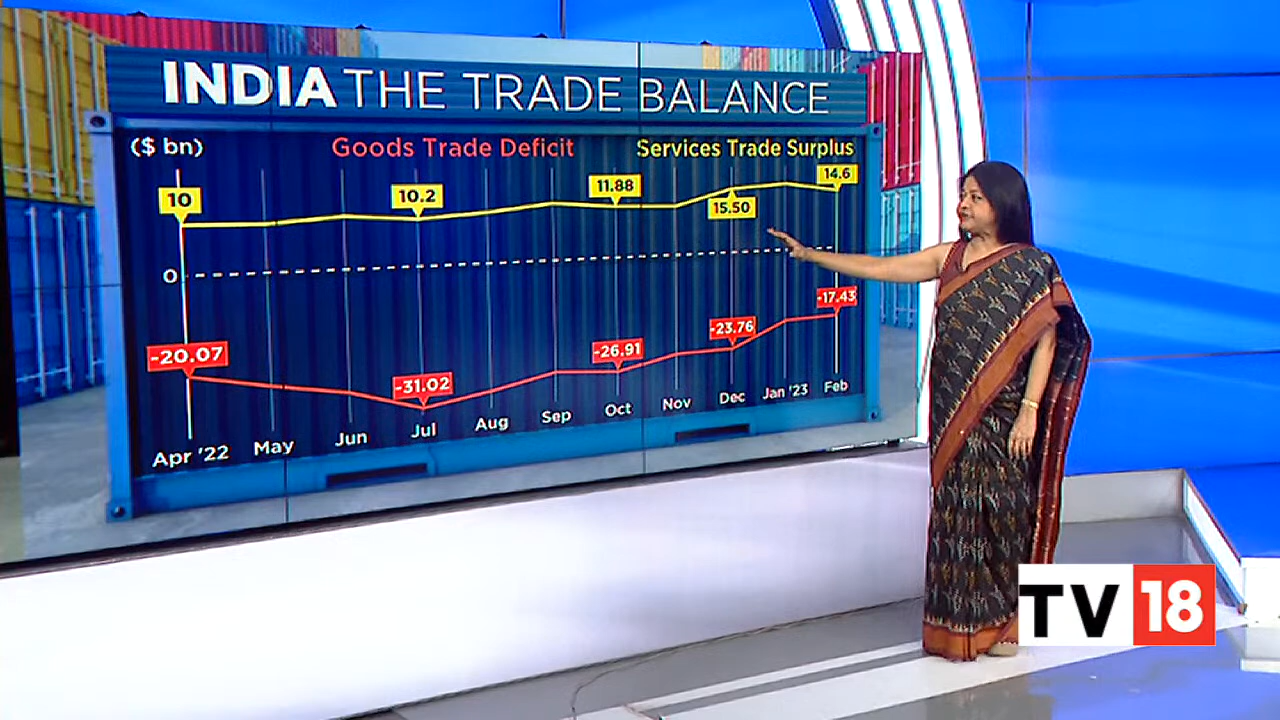 INDIA THE TRADE BALANCE
($ bn) Goods Trade Deficit Services Trade Surplus
10 10.2 11.88 15.50 14.6
0
-20.07 -31.02 -26.91 -23.76 -17.43
Apr '22 May Jun Jul Aug Sep Oct Nov Dec Jan '23 Feb
TV 18